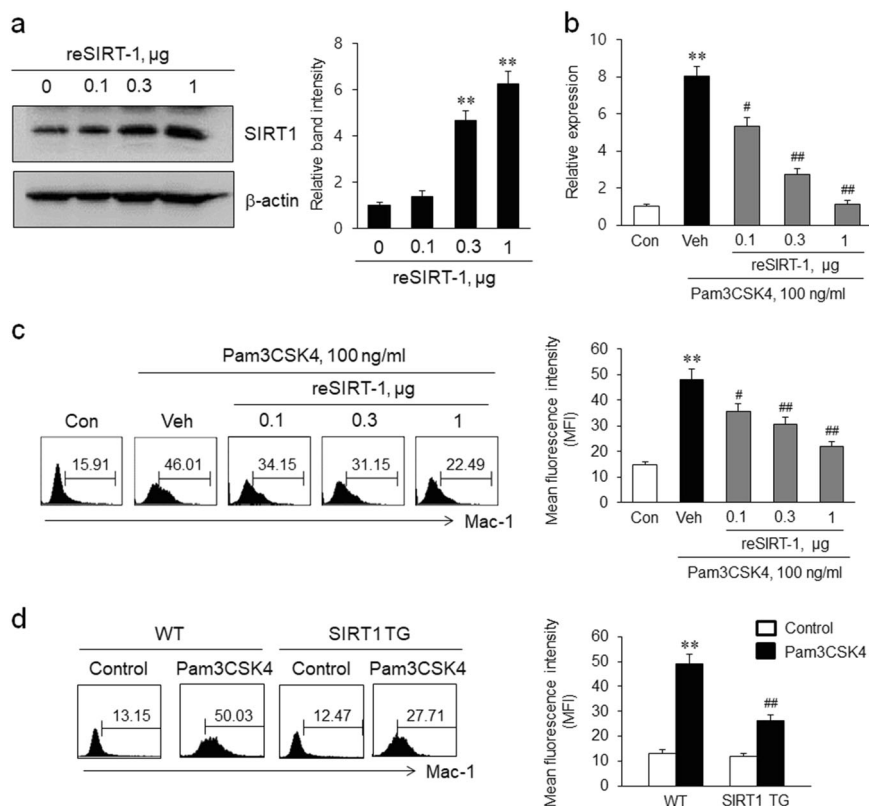 a
reSIRT-1, µg
0 0.1 0.3 1
SIRT1
β-actin
Relative band intensity
8
6
4
2
0
** **
0 0.1 0.3 1
reSIRT-1, µg
b
Relative expression
10
8
6
4
2
0
**
#
##
##
Con Veh 0.1 0.3 1
reSIRT-1, µg
Pam3CSK4, 100 ng/ml
c
Pam3CSK4, 100 ng/ml
reSIRT-1, µg
Con Veh 0.1 0.3 1
15.91 46.01 34.15 31.15 22.49
Mac-1
Mean fluorescence intensity
(MFI)
60
50
40
30
20
10
0
**
#
##
##
Con Veh 0.1 0.3 1
reSIRT-1, µg
Pam3CSK4, 100 ng/ml
d
WT SIRT1 TG
Control Pam3CSK4 Control Pam3CSK4
13.15 50.03 12.47 27.71
Mac-1
Mean fluorescence intensity
(MFI)
60
50
40
30
20
10
0
**
##
Control
Pam3CSK4
WT SIRT1 TG